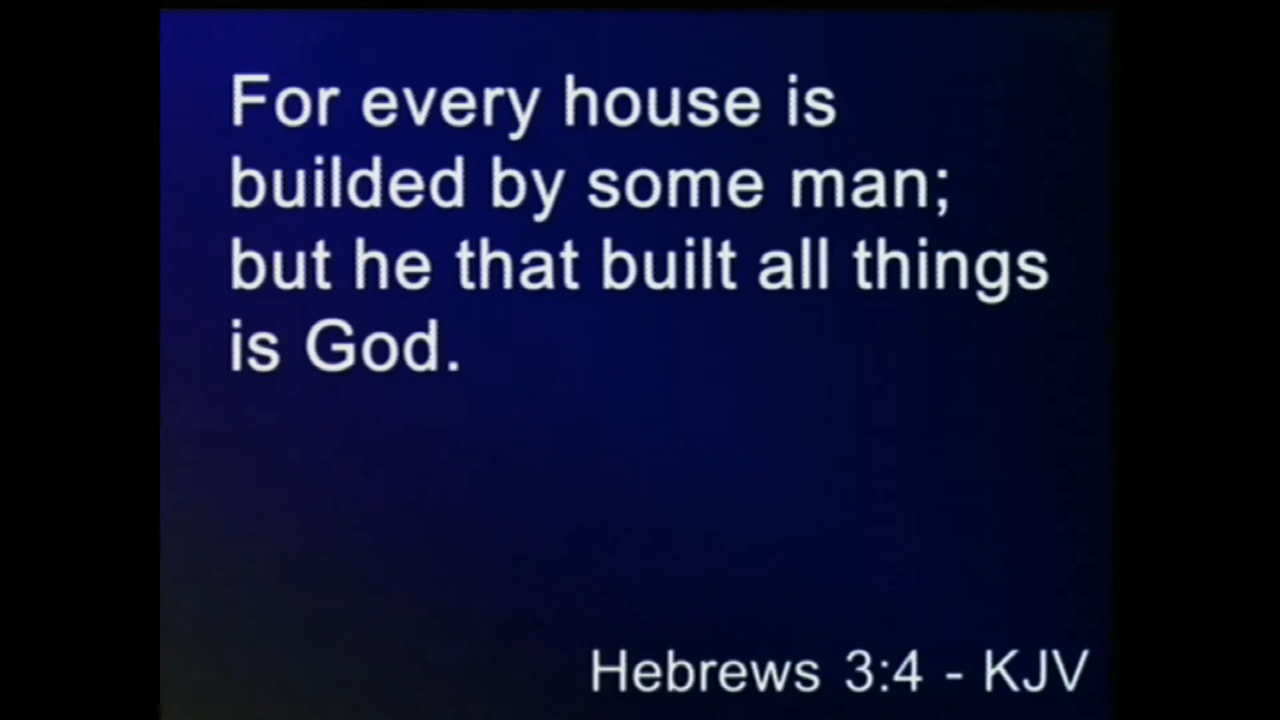 For every house is
builded by some man;
but he that built all things
is God.
Hebrews 3:4 - KJV